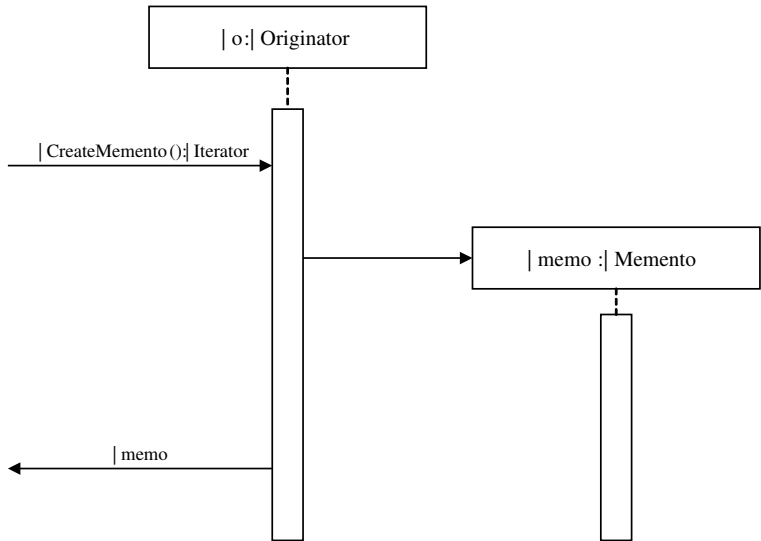 | o:| Originator
| CreateMemento():| Iterator
| memo :| Memento
| memo